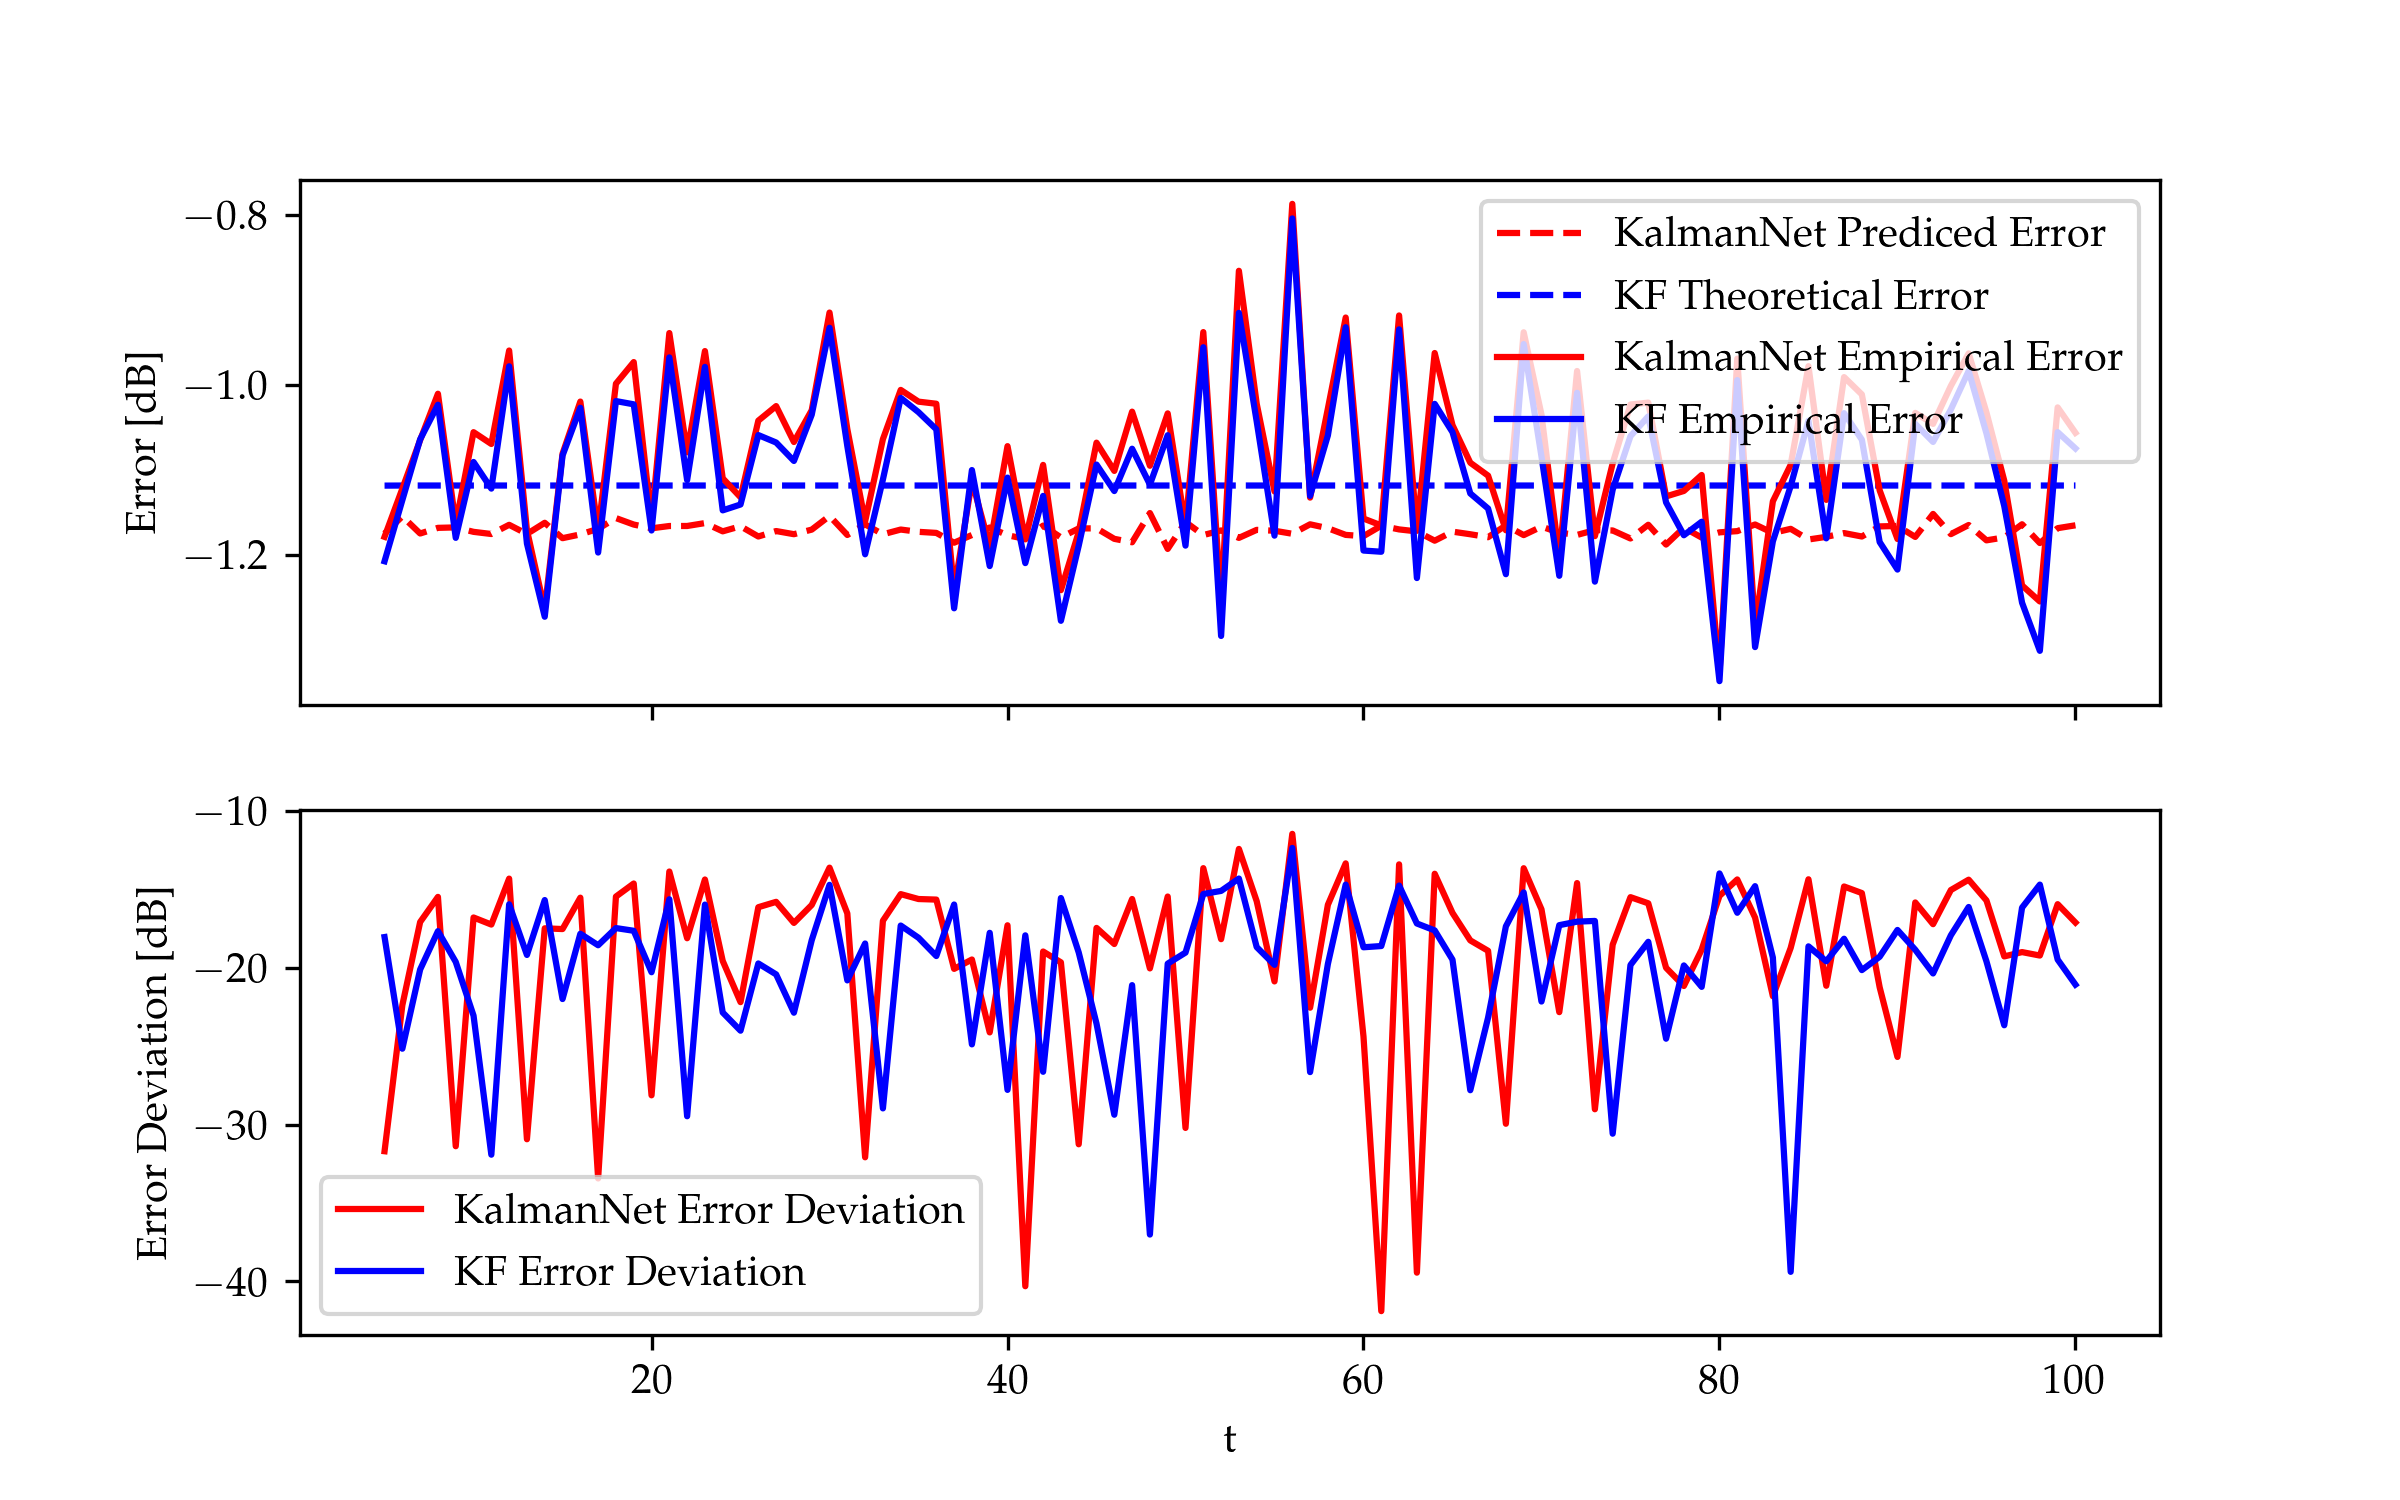 −0.8
−1.0
−1.2
Error [dB]
KalmanNet Prediced Error
KF Theoretical Error
KalmanNet Empirical Error
KF Empirical Error
−10
−20
−30
−40
Error Deviation [dB]
KalmanNet Error Deviation
KF Error Deviation
20 40 60 80 100
t